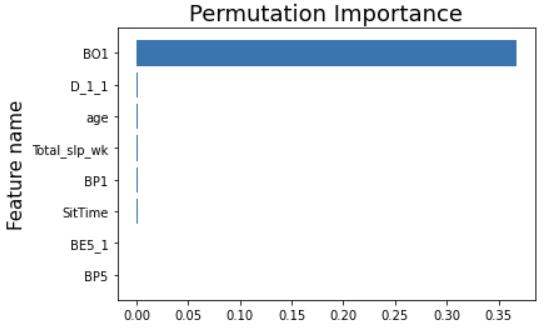 Permutation Importance
Feature name
BO1
D_1_1
age
Total_slp_wk
BP1
SitTime
BE5_1
BP5
0.00 0.05 0.10 0.15 0.20 0.25 0.30 0.35